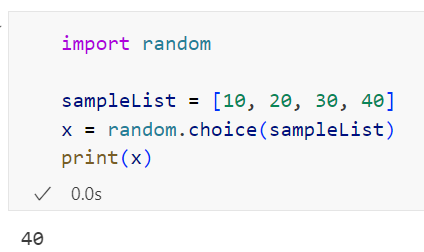 import random
sampleList = [10, 20, 30, 40]
x = random.choice(sampleList)
print(x)
0.0s
40